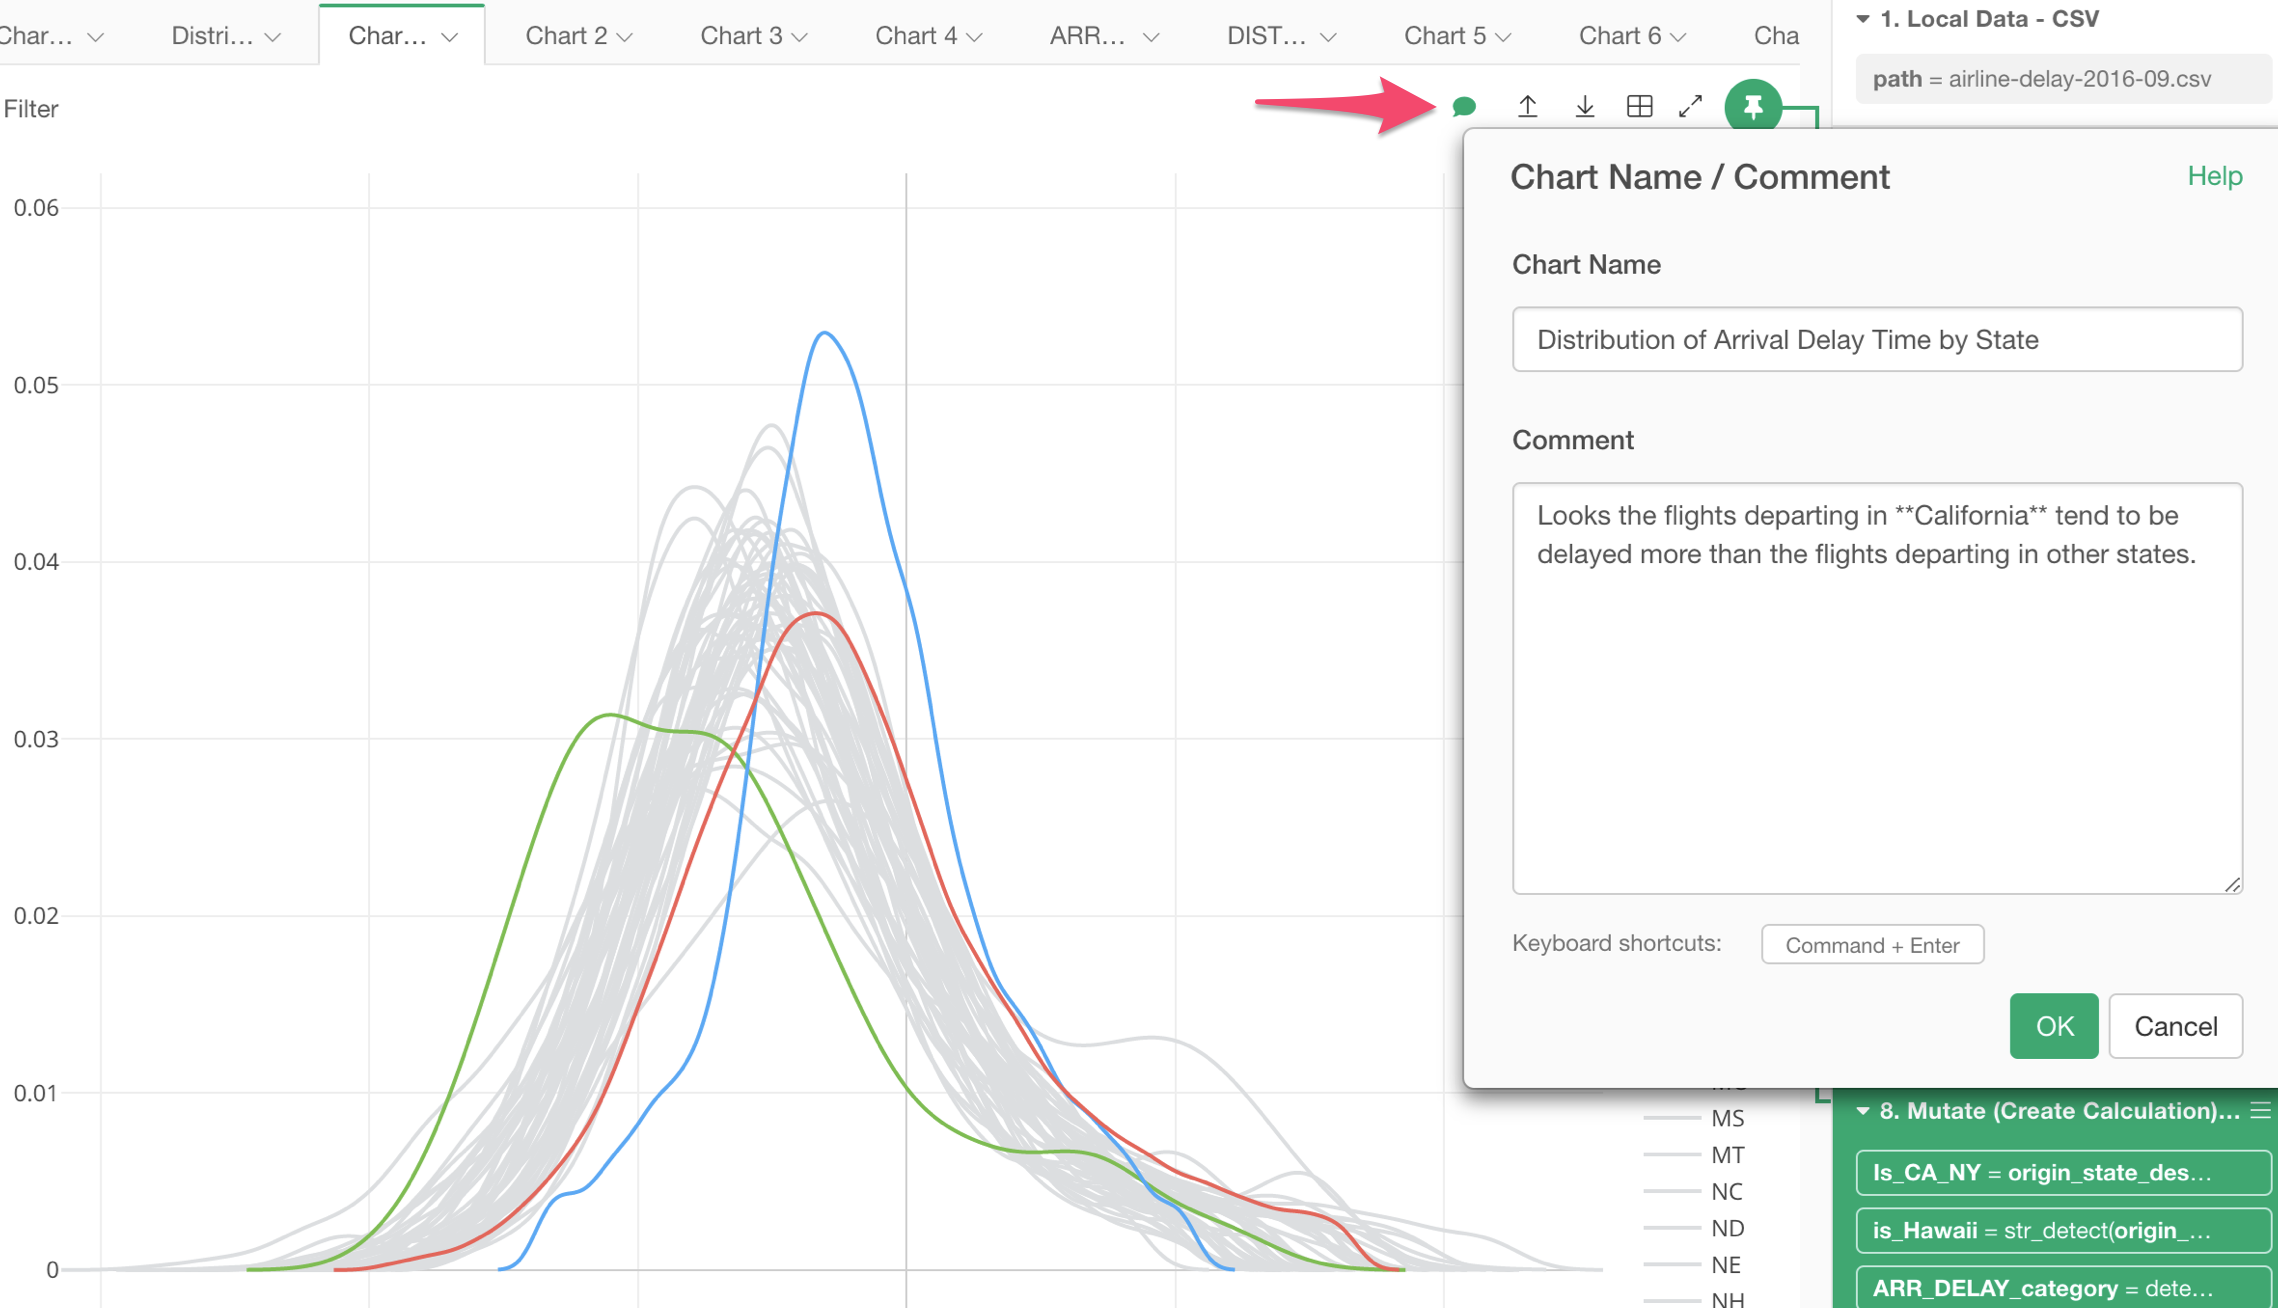 Char…
Distri…
Char…
Chart 2
Chart 3
Chart 4
ARR…
DIST…
Chart 5
Chart 6
Cha
Filter
0.06
0.05
0.04
0.03
0.02
0.01
0
MS
MT
NC
ND
NE
NH
1. Local Data - CSV
path = airline-delay-2016-09.csv
Chart Name / Comment
Help
Chart Name
Distribution of Arrival Delay Time by State
Comment
Looks the flights departing in **California** tend to be
delayed more than the flights departing in other states.
Keyboard shortcuts:
Command + Enter
OK
Cancel
8. Mutate (Create Calculation)…
Is_CA_NY = origin_state_des…
is_Hawaii = str_detect(origin_…
ARR_DELAY_category = dete…